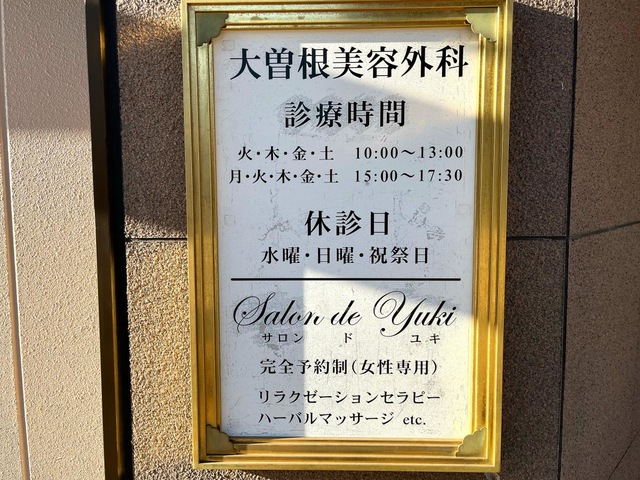 大曽根美容外科
診療時間
火・木・金・土 10:00〜13:00
月・火・木・金・土 15:00〜17:30
休診日
水曜・日曜・祝祭日
Salon de Yuki
サロン ド ユキ
完全予約制(女性専用)
リラクゼーションセラピー
ハーバルマッサージ etc.